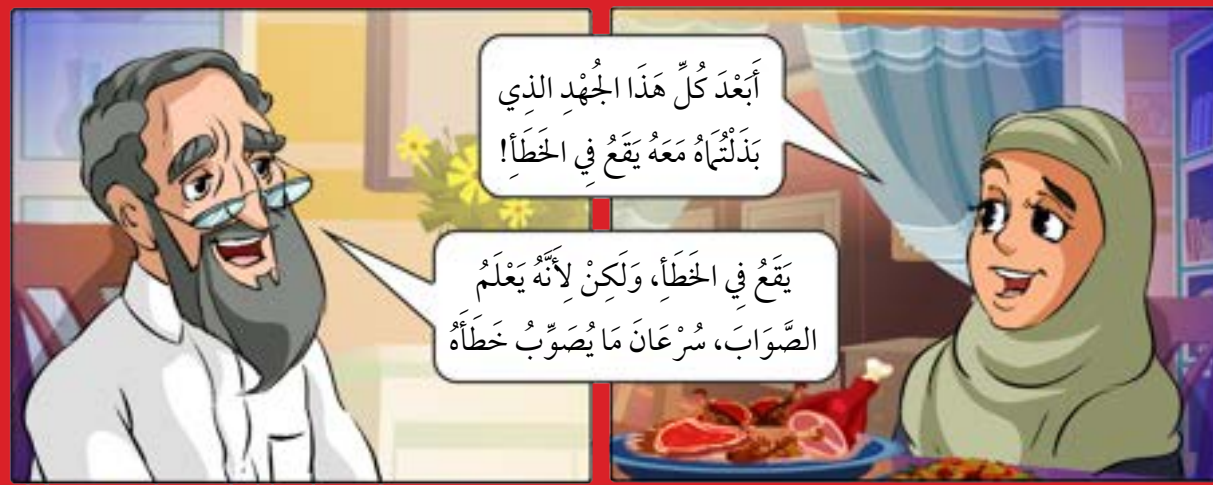 أَبَعْدَ كُلِّ هَذَا الجُهْدِ الذِي
بَذَلْتُمَاهُ مَعَهُ يَقَعُ فِي الخَطَأِ!
يَقَعُ فِي الخَطَأِ، وَلَكِنْ لِأَنَّهُ يَعْلَمُ
الصَّوَابَ، سُرْعَانَ مَا يُصَوِّبُ خَطَأَهُ